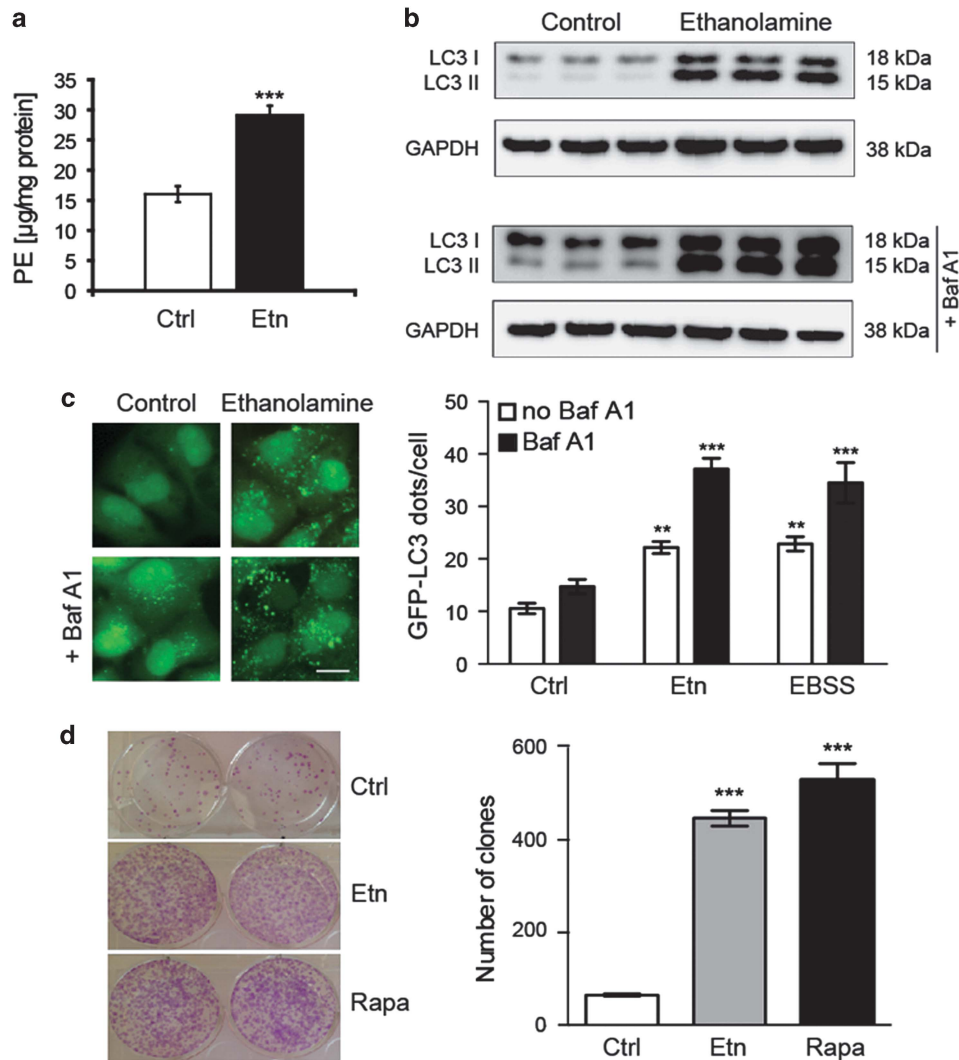 a
PE [µg/mg protein]
35
30
25
20
15
10
5
0
***
Ctrl Etn
b
Control Ethanolamine
LC3 I 18 kDa
LC3 II 15 kDa
GAPDH 38 kDa
LC3 I 18 kDa
LC3 II 15 kDa
GAPDH 38 kDa
+ Baf A1
c
Control Ethanolamine
+ Baf A1
GFP-LC3 dots/cell
50
40
30
20
10
0
no Baf A1
Baf A1
** *** ** ***
Ctrl Etn EBSS
d
Ctrl
Etn
Rapa
Number of clones
600
400
200
0
*** ***
Ctrl Etn Rapa